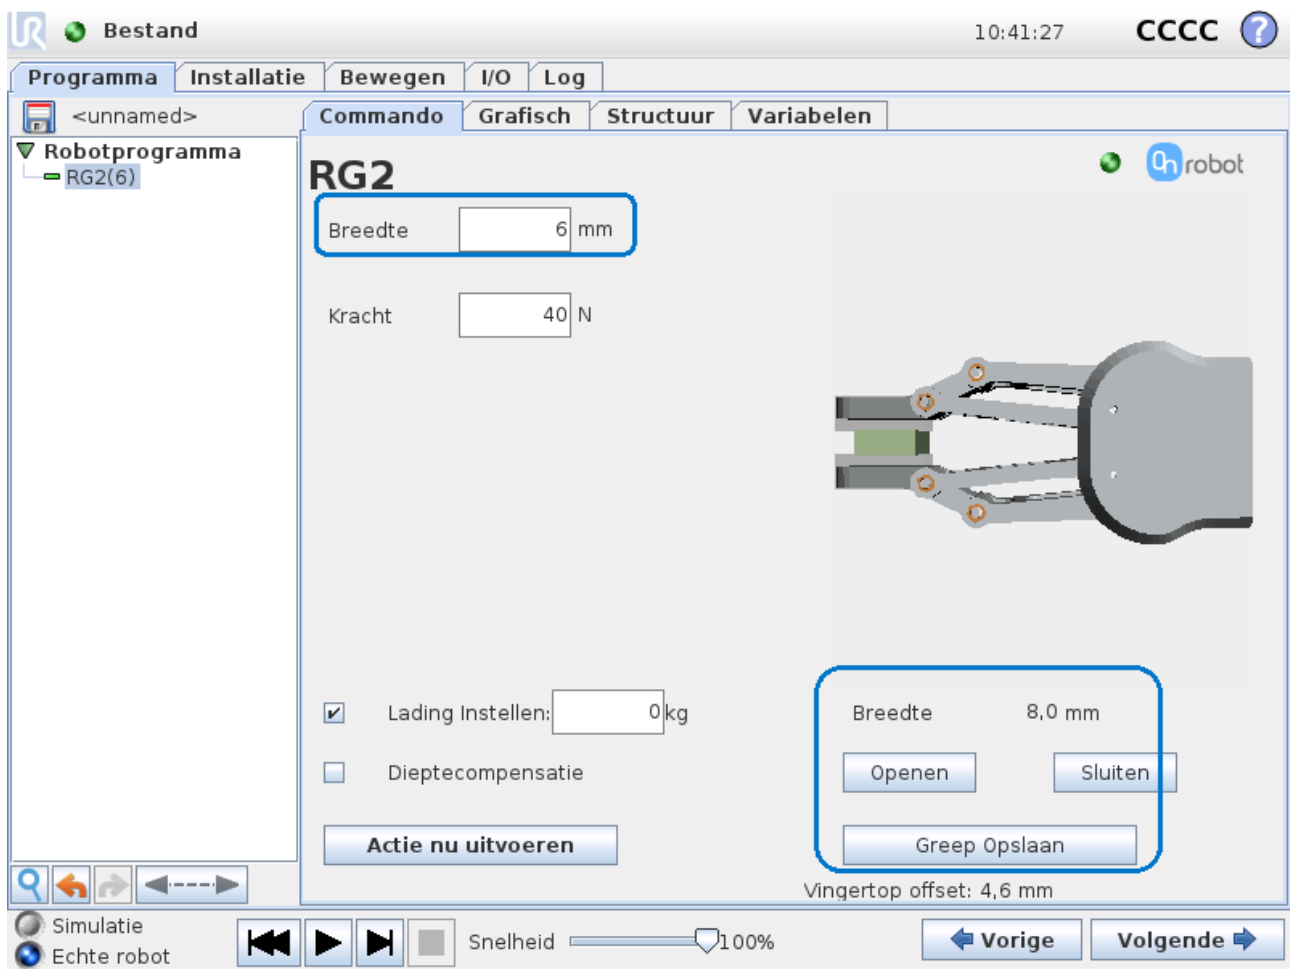 UR Bestand 10:41:27 CCCC ?
Programma Installatie Bewegen I/O Log
<unnamed> Commando Grafisch Structuur Variabelen
Robotprogramma
RG2(6)
RG2
On robot
Breedte 6 mm
Kracht 40 N
Lading Instellen: 0 kg
Breedte 8,0 mm
Dieptecompensatie
Openen Sluiten
Actie nu uitvoeren
Greep Opslaan
Vingertop offset: 4,6 mm
Simulatie
Echte robot
Snelheid 100%
Vorige Volgende